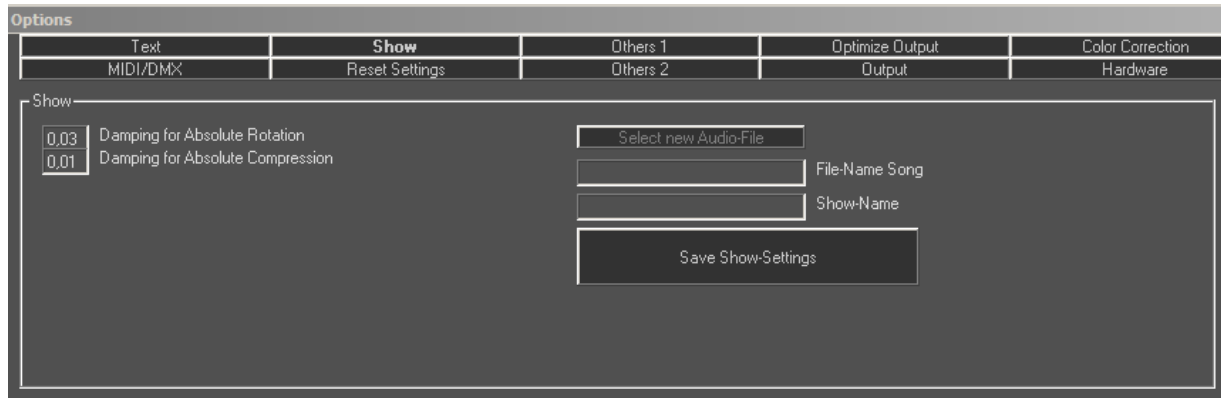 Options
Text Show Others 1 Optimize Output Color Correction
MIDI/DMX Reset Settings Others 2 Output Hardware
Show
0,03 Damping for Absolute Rotation
0,01 Damping for Absolute Compression
Select new Audio-File
File-Name Song
Show-Name
Save Show-Settings